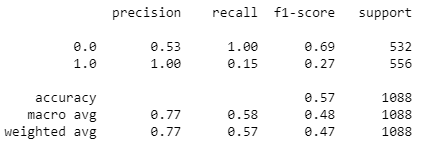 precision recall f1-score support
0.0 0.53 1.00 0.69 532
1.0 1.00 0.15 0.27 556
accuracy 0.57 1088
macro avg 0.77 0.58 0.48 1088
weighted avg 0.77 0.57 0.47 1088